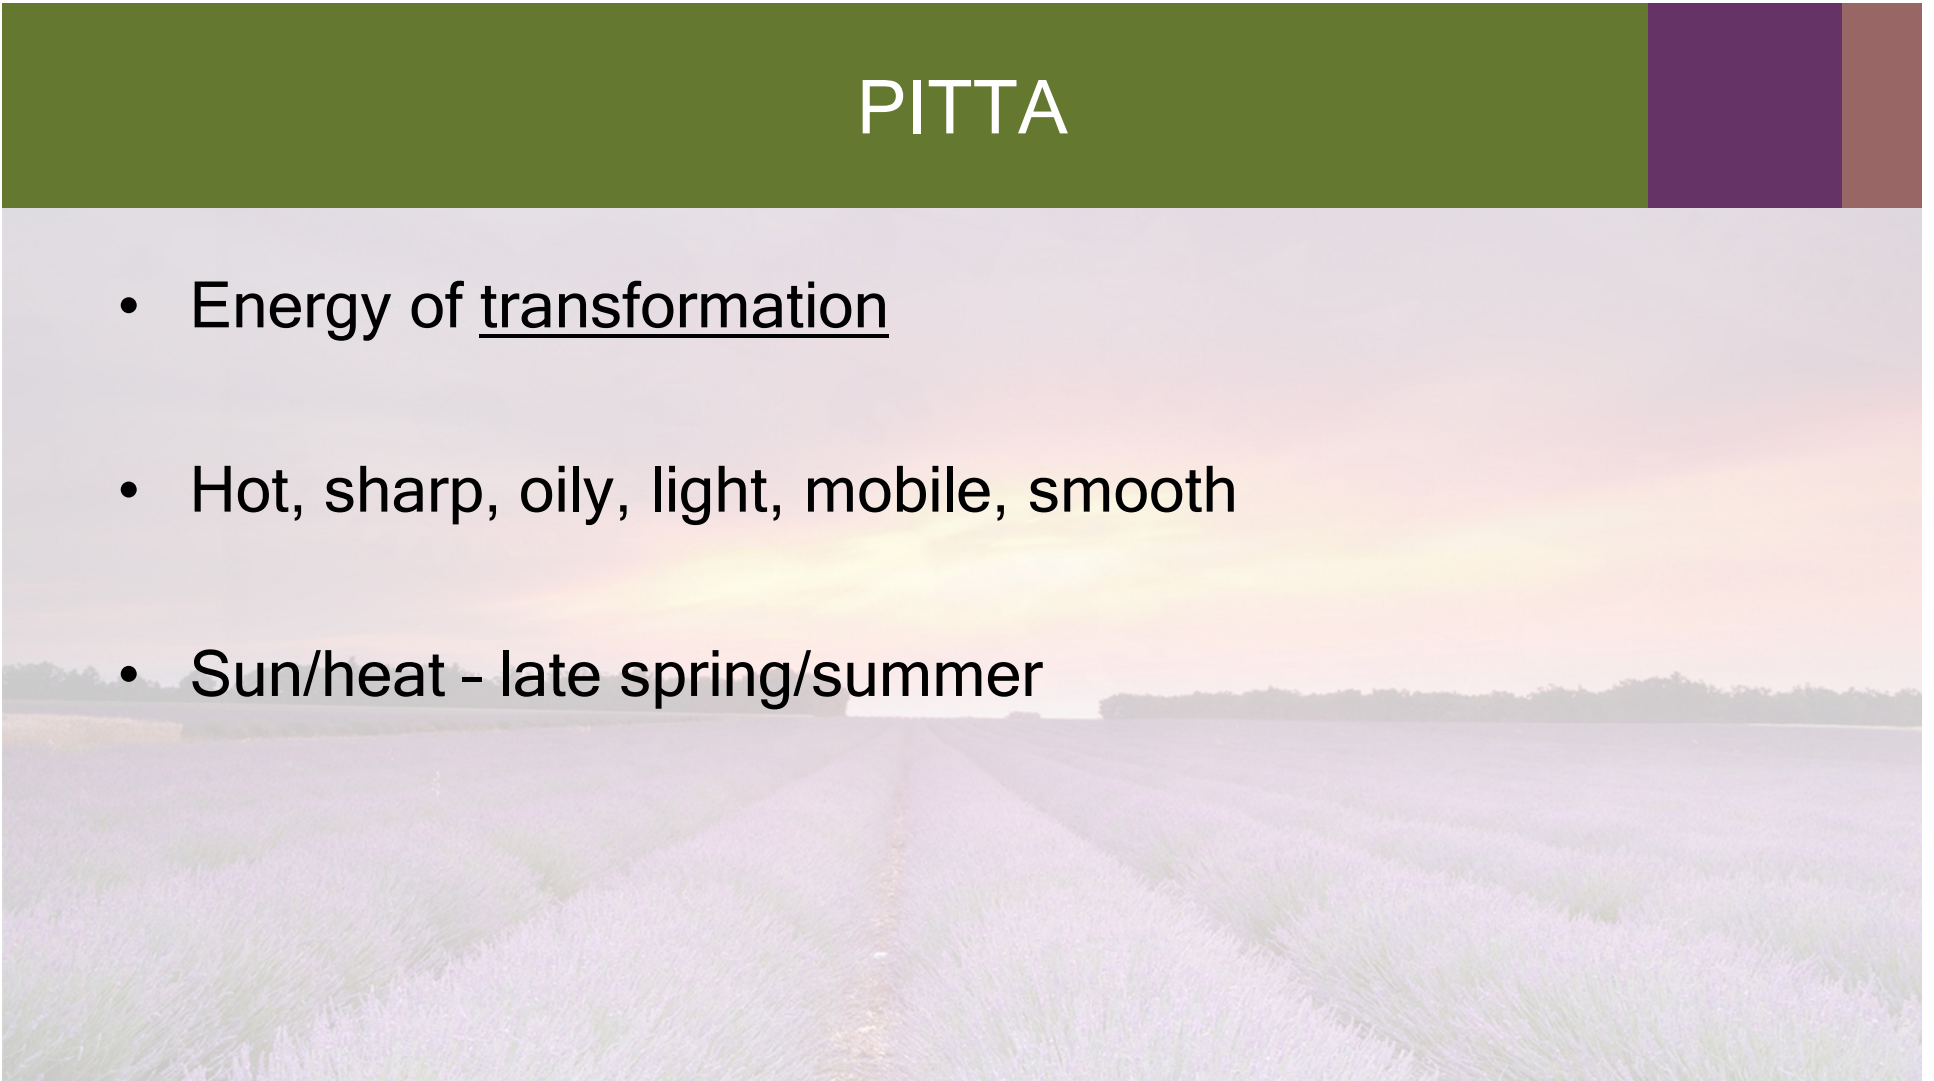 PITTA
• Energy of transformation
• Hot, sharp, oily, light, mobile, smooth
• Sun/heat – late spring/summer